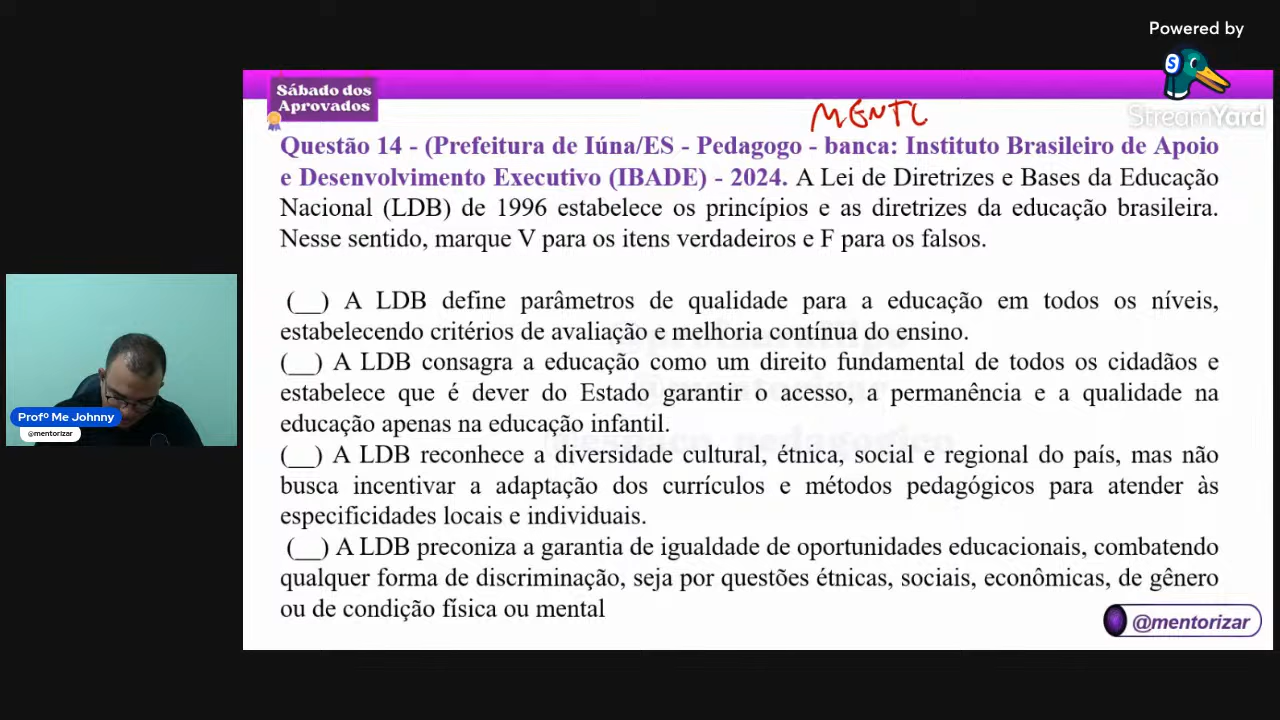 Powered by
StreamYard
Sábado dos
Aprovados
MENTO
Questão 14 - (Prefeitura de Iúna/ES - Pedagogo - banca: Instituto Brasileiro de Apoio
e Desenvolvimento Executivo (IBADE) - 2024. A Lei de Diretrizes e Bases da Educação
Nacional (LDB) de 1996 estabelece os princípios e as diretrizes da educação brasileira.
Nesse sentido, marque V para os itens verdadeiros e F para os falsos.
(__) A LDB define parâmetros de qualidade para a educação em todos os níveis,
estabelecendo critérios de avaliação e melhoria contínua do ensino.
(__) A LDB consagra a educação como um direito fundamental de todos os cidadãos e
estabelece que é dever do Estado garantir o acesso, a permanência e a qualidade na
educação apenas na educação infantil.
(__) A LDB reconhece a diversidade cultural, étnica, social e regional do país, mas não
busca incentivar a adaptação dos currículos e métodos pedagógicos para atender às
especificidades locais e individuais.
(__) A LDB preconiza a garantia de igualdade de oportunidades educacionais, combatendo
qualquer forma de discriminação, seja por questões étnicas, sociais, econômicas, de gênero
ou de condição física ou mental
@mentorizar
Profº Me Johnny
@mentorizar